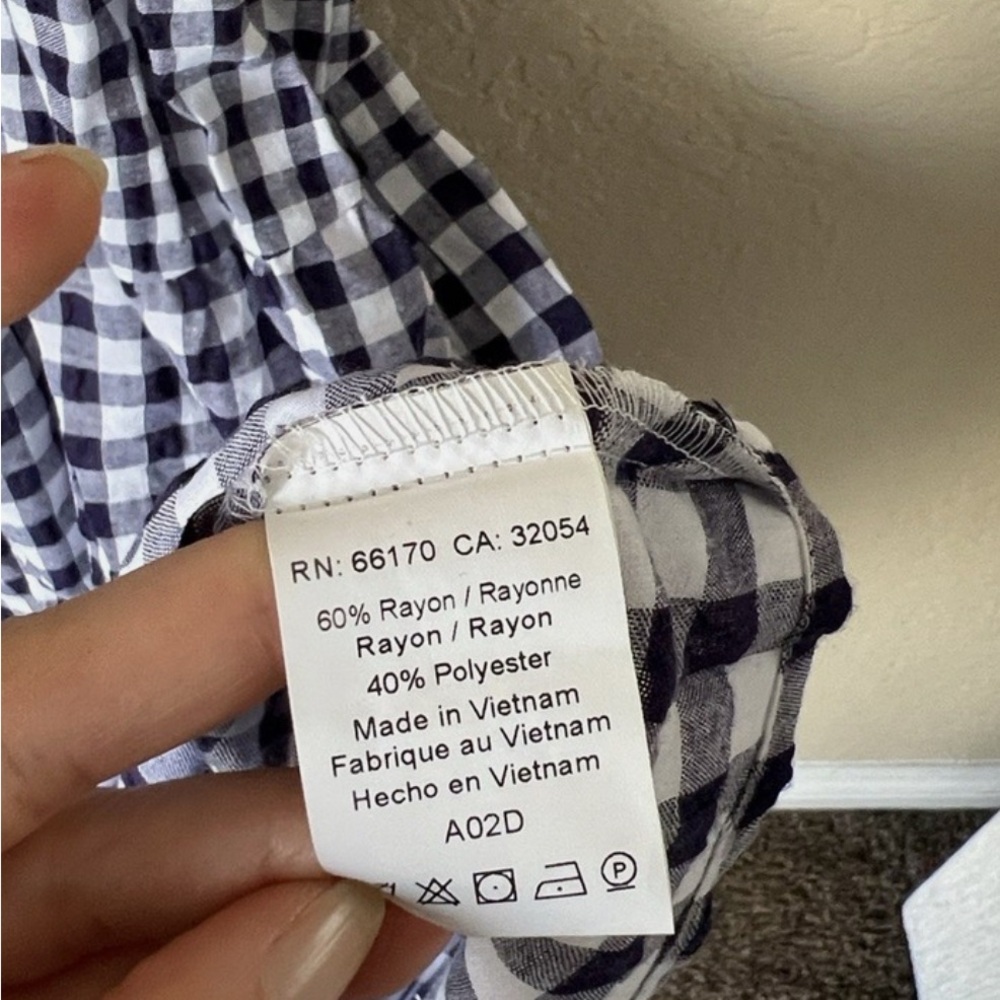 RN: 66170 CA: 32054
60% Rayon / Rayonne
Rayon / Rayon
40% Polyester
Made in Vietnam
Fabrique au Vietnam
Hecho en Vietnam
A02D
P